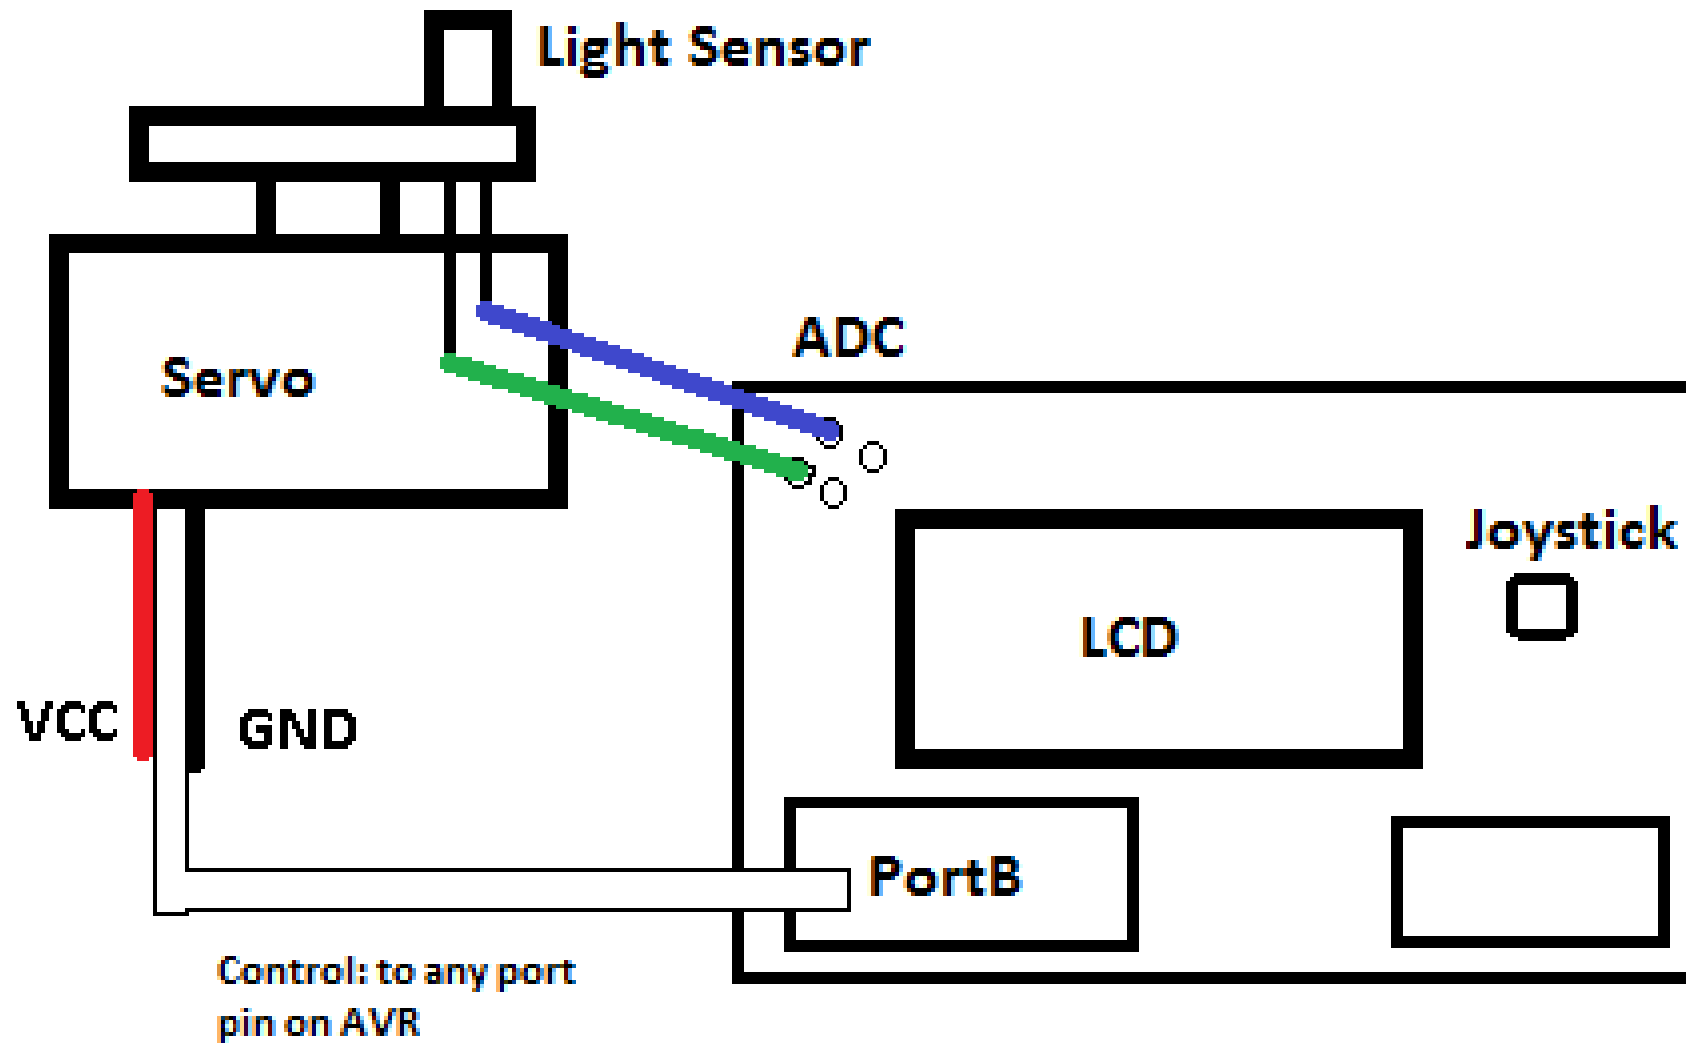 Light Sensor
ADC
Servo
Joystick
LCD
VCC
GND
PortB
Control: to any port
pin on AVR